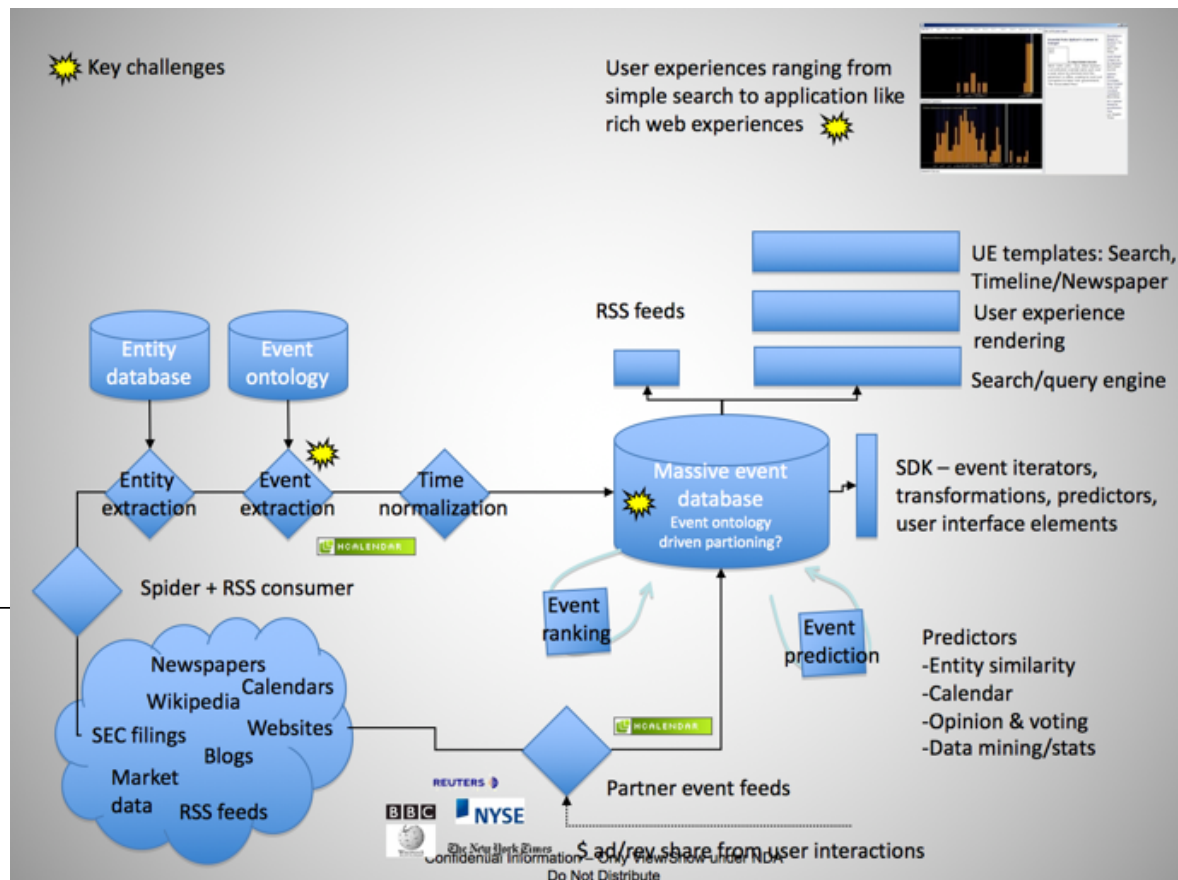 Key challenges
User experiences ranging from
simple search to application like
rich web experiences
UE templates: Search,
Timeline/Newspaper
User experience
rendering
Search/query engine
RSS feeds
Entity
database
Event
ontology
Entity
extraction
Event
extraction
Time
normalization
HCALENDAR
Massive event
database
Event ontology
driven partioning?
SDK – event iterators,
transformations, predictors,
user interface elements
Spider + RSS consumer
Event
ranking
Event
prediction
Predictors
-Entity similarity
-Calendar
-Opinion & voting
-Data mining/stats
Newspapers
Calendars
Wikipedia
Websites
SEC filings
Blogs
Market
data
RSS feeds
HCALENDAR
Partner event feeds
REUTERS
BBC
NYSE
The New York Times
$ ad/rev share from user interactions
Confidential Information – Only View/Show under NDA
Do Not Distribute